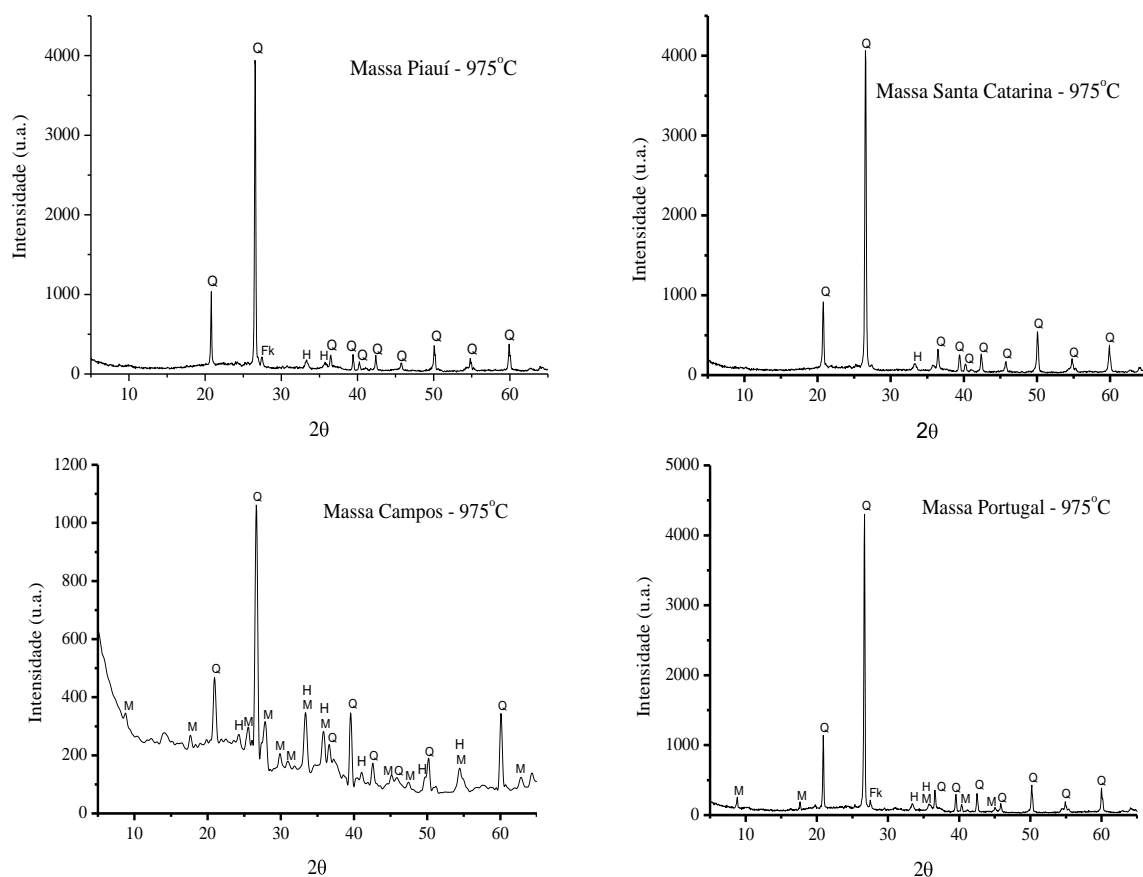 Massa Piauí - 975°C
Intensidade (u.a.)
4000
3000
2000
1000
0
Q
Q
Fk
H
H
Q
Q
Q
Q
Q
Q
Q
Q
10
20
30
40
50
60
2θ
Massa Santa Catarina - 975°C
Intensidade (u.a.)
4000
3000
2000
1000
0
Q
Q
H
Q
Q
Q
Q
Q
Q
Q
Q
10
20
30
40
50
60
2θ
Massa Campos - 975°C
Intensidade (u.a.)
1200
1000
800
600
400
200
0
M
M
Q
H
M
Q
M
M
M
H
M
H
M
Q
Q
H
Q
M
Q
M
H
Q
H
M
Q
M
10
20
30
40
50
60
2θ
Massa Portugal - 975°C
Intensidade (u.a.)
5000
4000
3000
2000
1000
0
M
M
Q
Q
Fk
H
H
M
Q
Q
M
Q
M
Q
Q
Q
Q
10
20
30
40
50
60
2θ